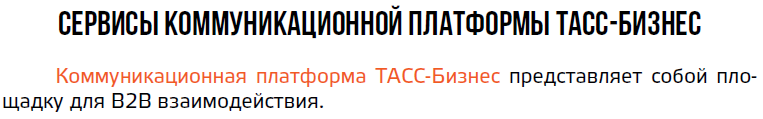 СЕРВИСЫ КОММУНИКАЦИОННОЙ ПЛАТФОРМЫ ТАСС-БИЗНЕС
Коммуникационная платформа ТАСС-Бизнес представляет собой пло-
щадку для B2B взаимодействия.